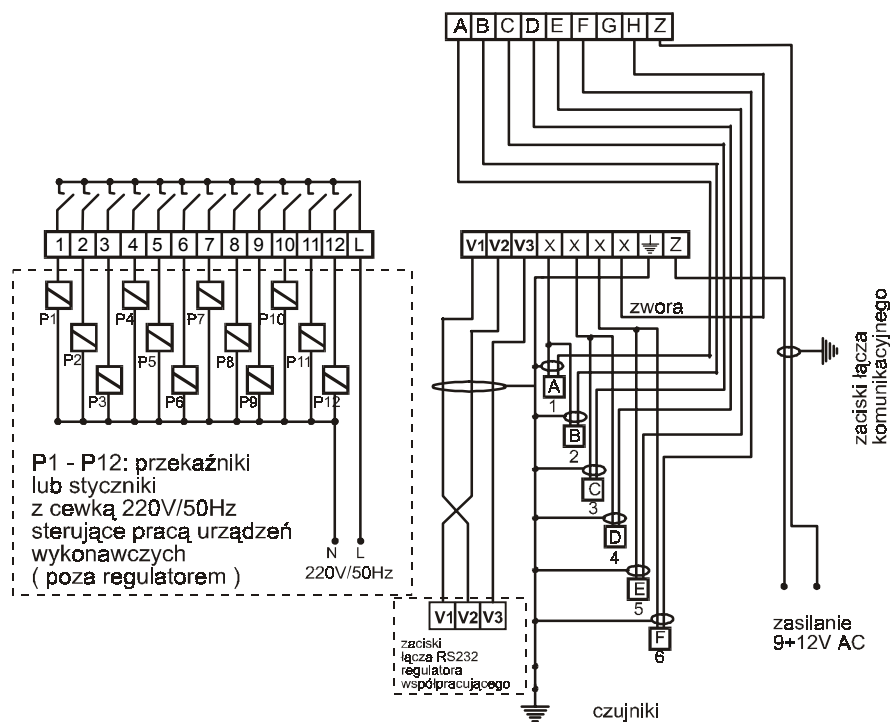 A B C D E F G H Z
1 2 3 4 5 6 7 8 9 10 11 12 L
V1 V2 V3 X X X X Z
zwora
P1 P4 P7 P10
P2 P5 P8 P11
P3 P6 P9 P12
P1 - P12: przekaźniki
lub styczniki
z cewką 220V/50Hz
sterujące pracą urządzeń
wykonawczych
( poza regulatorem )
N L
220V/50Hz
A
1
B
2
C
3
D
4
E
5
F
6
V1 V2 V3
zaciski
łącza RS232
regulatora
współpracującego
czujniki
zasilanie
9+12V AC
zaciski łącza
komunikacyjnego